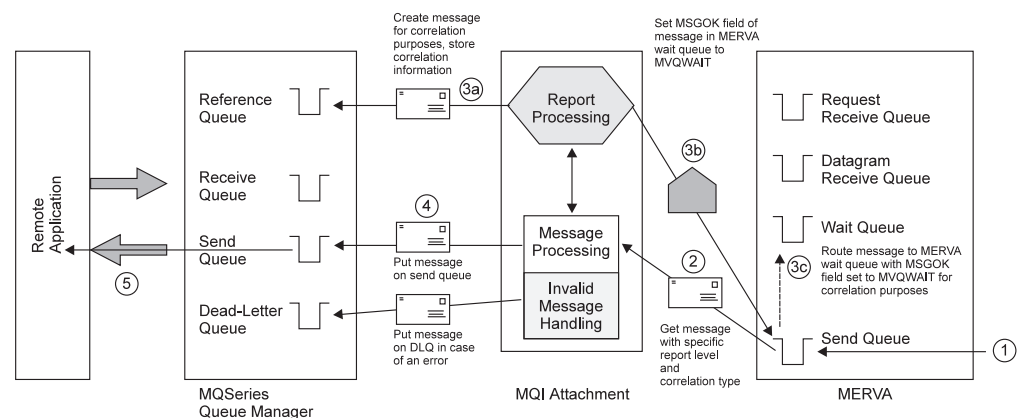 Create message
for correlation
purposes, store
correlation
information
Set MSGOK field of
message in MERVA
wait queue to
MVQWAIT
Remote
Application
Reference
Queue
3a
Report
Processing
Request
Receive Queue
3b
Receive
Queue
Datagram
Receive Queue
4
Send
Queue
Put message
on send queue
Message
Processing
2
Wait Queue
3c
Route message to MERVA
wait queue with MSGOK
field set to MVQWAIT for
correlation purposes
5
Dead-Letter
Queue
Put message
on DLQ in case
of an error
Invalid
Message
Handling
Get message
with specific
report level
and
correlation type
Send Queue
1
MQSeries
Queue Manager
MQI Attachment
MERVA